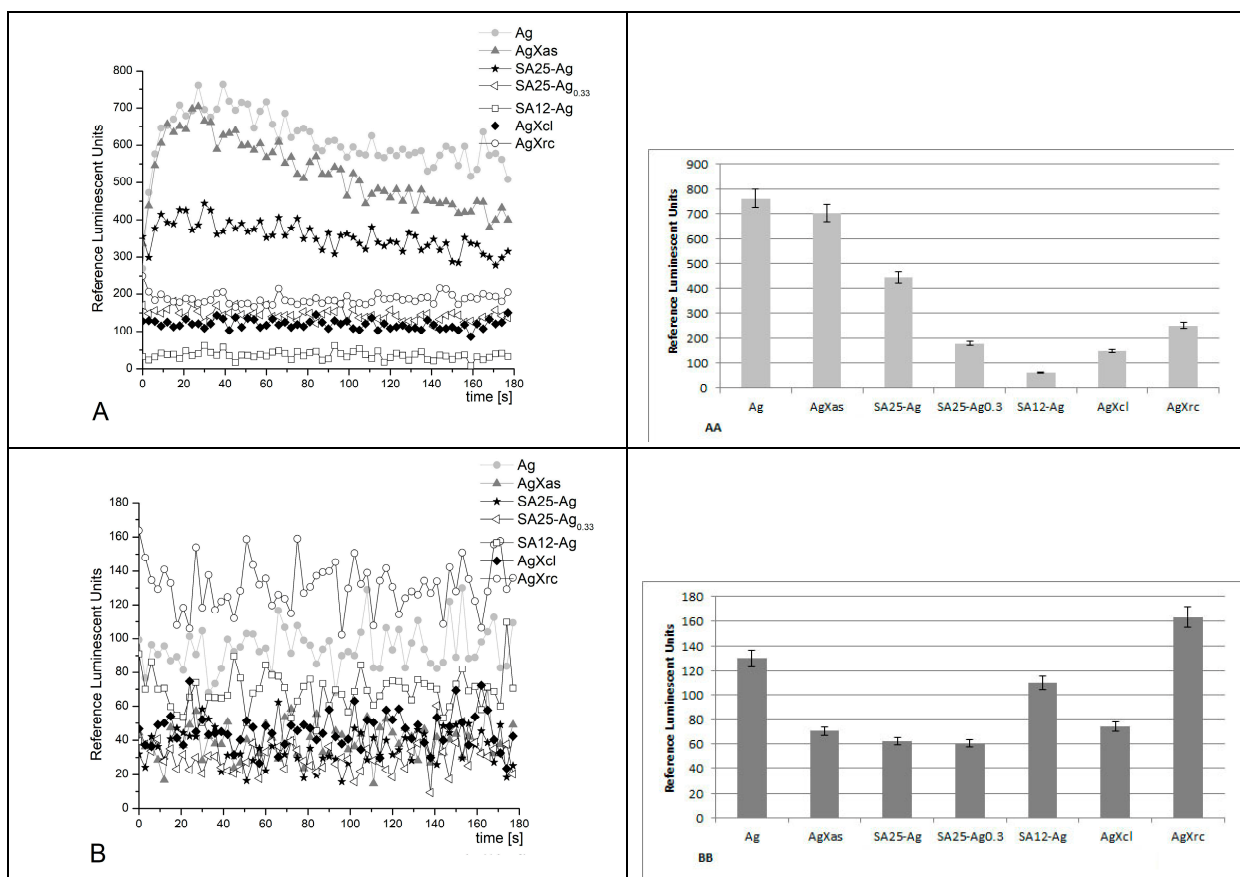 Ag
AgXas
SA25-Ag
SA25-Ag0.33
SA12-Ag
AgXcl
AgXrc
800
700
600
500
400
300
200
100
0
Reference Luminescent Units
0 20 40 60 80 100 120 140 160 180
time [s]
A
900
800
700
600
500
400
300
200
100
0
Reference Luminescent Units
Ag AgXas SA25-Ag SA25-Ag0.3 SA12-Ag AgXcl AgXrc
AA
Ag
AgXas
SA25-Ag
SA25-Ag0.33
SA12-Ag
AgXcl
AgXrc
180
160
140
120
100
80
60
40
20
0
Reference Luminescent Units
0 20 40 60 80 100 120 140 160 180
time [s]
B
180
160
140
120
100
80
60
40
20
0
Reference Luminescent Units
Ag AgXas SA25-Ag SA25-Ag0.3 SA12-Ag AgXcl AgXrc
BB